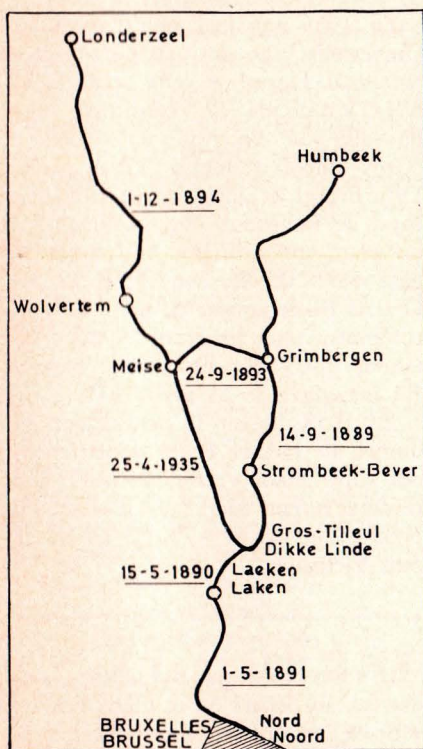 Londerzeel
Humbeek
1-12-1894
Wolvertem
Meise
Grimbergen
24-9-1893
14-9-1889
25-4-1935
Strombeek-Bever
Gros-Tilleul
Dikke Linde
15-5-1890
Laeken
Laken
1-5-1891
BRUXELLES
BRUSSEL
Nord
Noord